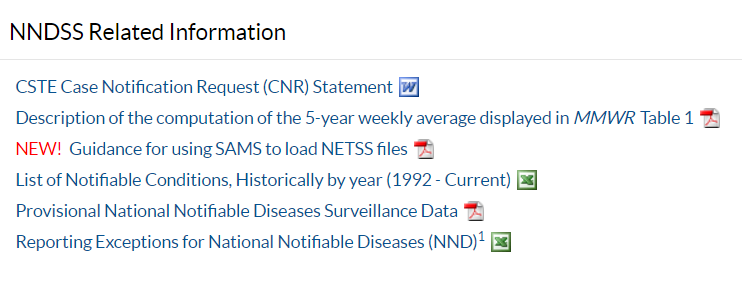 NNDSS Related Information
CSTE Case Notification Request (CNR) Statement
Description of the computation of the 5-year weekly average displayed in MMWR Table 1
NEW! Guidance for using SAMS to load NETSS files
List of Notifiable Conditions, Historically by year (1992 - Current)
Provisional National Notifiable Diseases Surveillance Data
Reporting Exceptions for National Notifiable Diseases (NND)¹